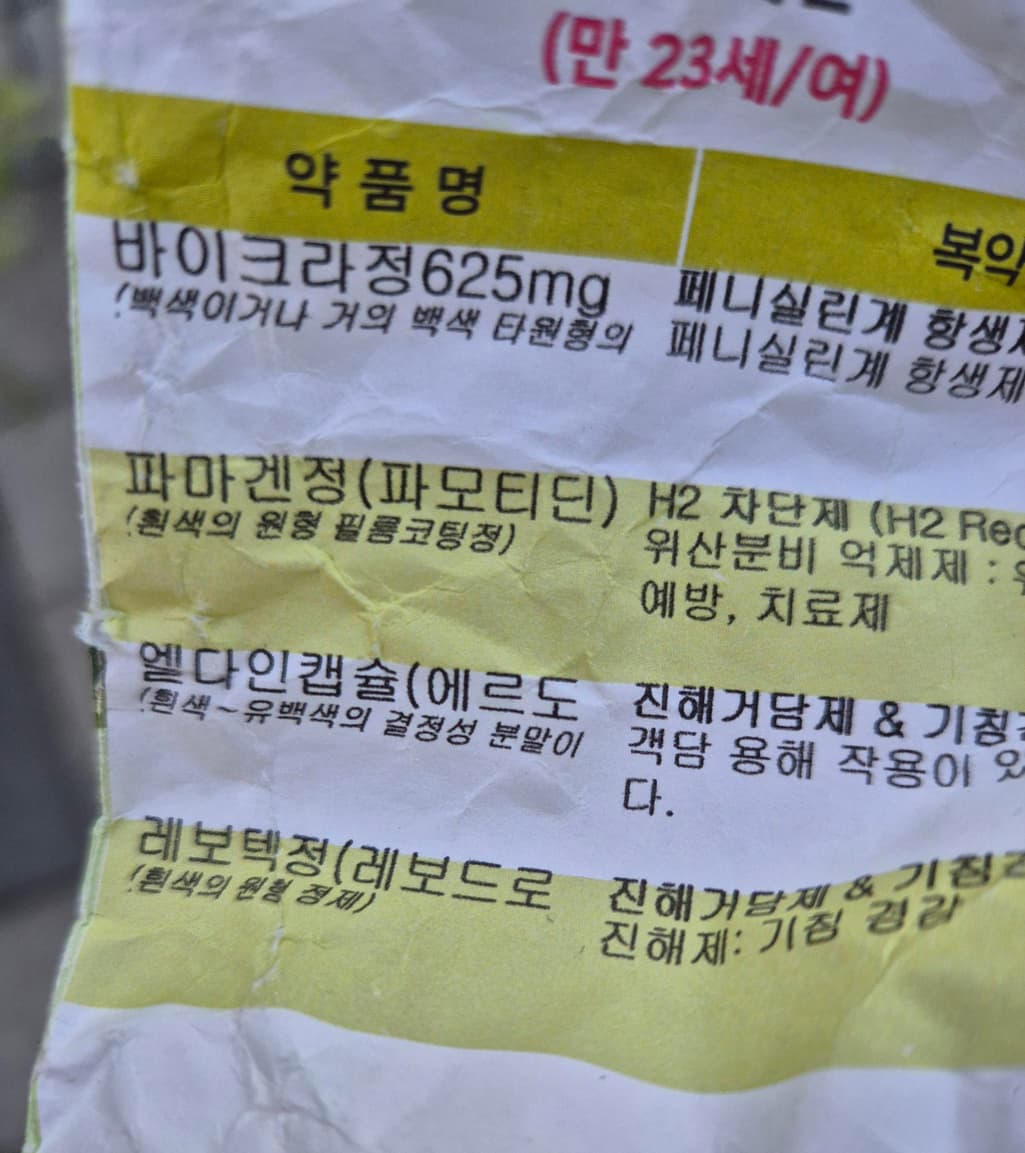 (만 23세/여)
약 품 명
복약
바이크라정625mg
(백색이거나 거의 백색 타원형의
페니실린계 항생제
페니실린계 항생제
파마겐정(파모티딘)
(흰색의 원형 필름코팅정)
H2 차단제 (H2 Rec
위산분비 억제제 :
예방, 치료제
엘다인캡슐(에르도
(흰색~유백색의 결정성 분말이
진해거담제 & 기침
객담 용해 작용이 있
다.
레보텍정(레보드로
(흰색의 원형 정제)
진해거담제 & 기침
진해제: 기침 경감